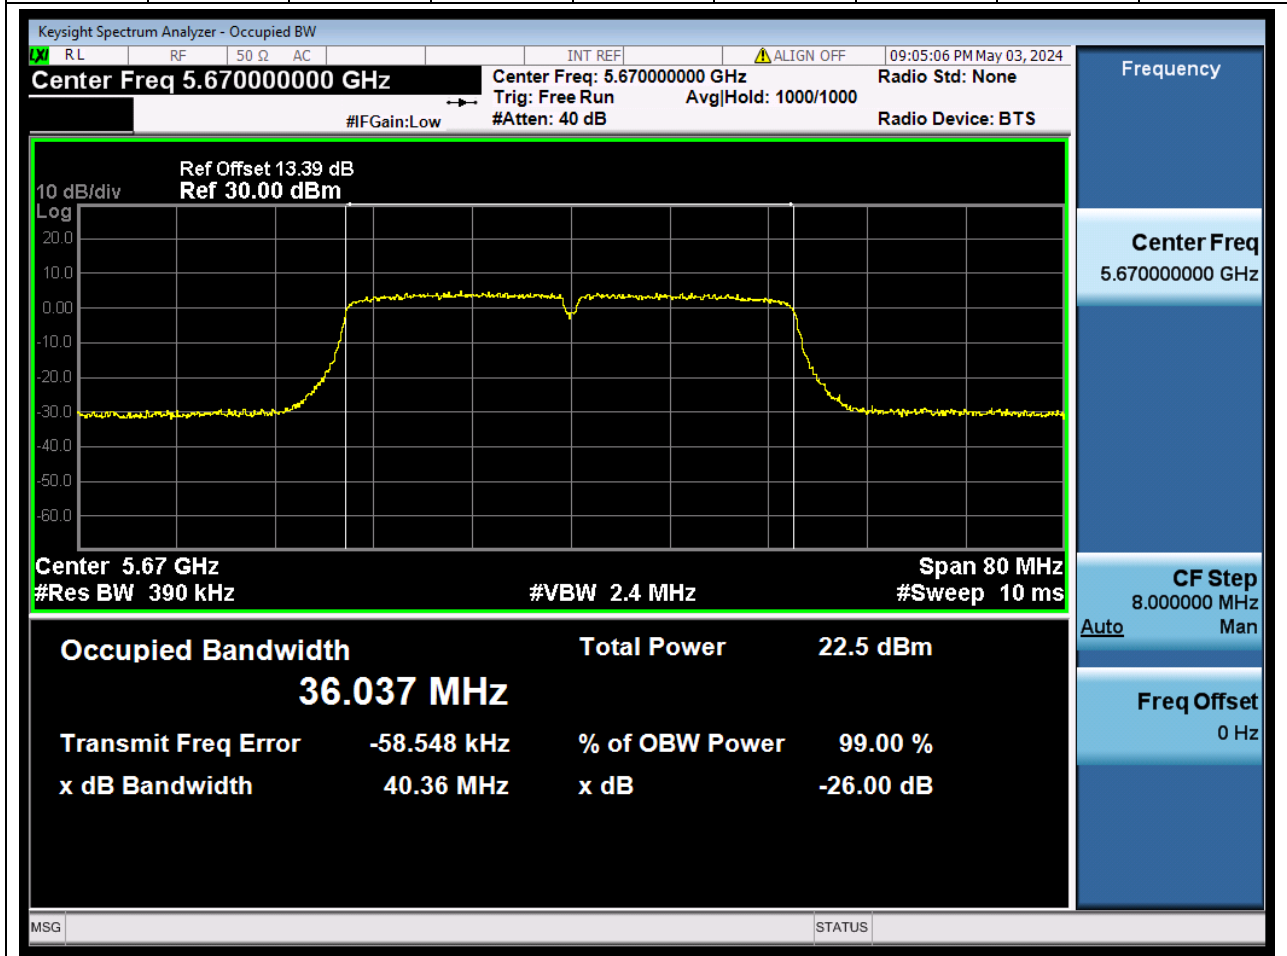 Keysight Spectrum Analyzer - Occupied BW
LXI RL RF 50 Ω AC INT REF ALIGN OFF 09:05:06 PM May 03, 2024
Center Freq 5.670000000 GHz
Center Freq: 5.670000000 GHz
Radio Std: None
Trig: Free Run Avg|Hold: 1000/1000
#IFGain:Low
#Atten: 40 dB
Radio Device: BTS
Ref Offset 13.39 dB
10 dB/div Ref 30.00 dBm
Log
20.0
10.0
0.00
-10.0
-20.0
-30.0
-40.0
-50.0
-60.0
Center 5.67 GHz Span 80 MHz
#Res BW 390 kHz #VBW 2.4 MHz #Sweep 10 ms
Occupied Bandwidth Total Power 22.5 dBm
36.037 MHz
Transmit Freq Error -58.548 kHz % of OBW Power 99.00 %
x dB Bandwidth 40.36 MHz x dB -26.00 dB
MSG STATUS
Frequency
Center Freq
5.670000000 GHz
CF Step
8.000000 MHz
Auto Man
Freq Offset
0 Hz